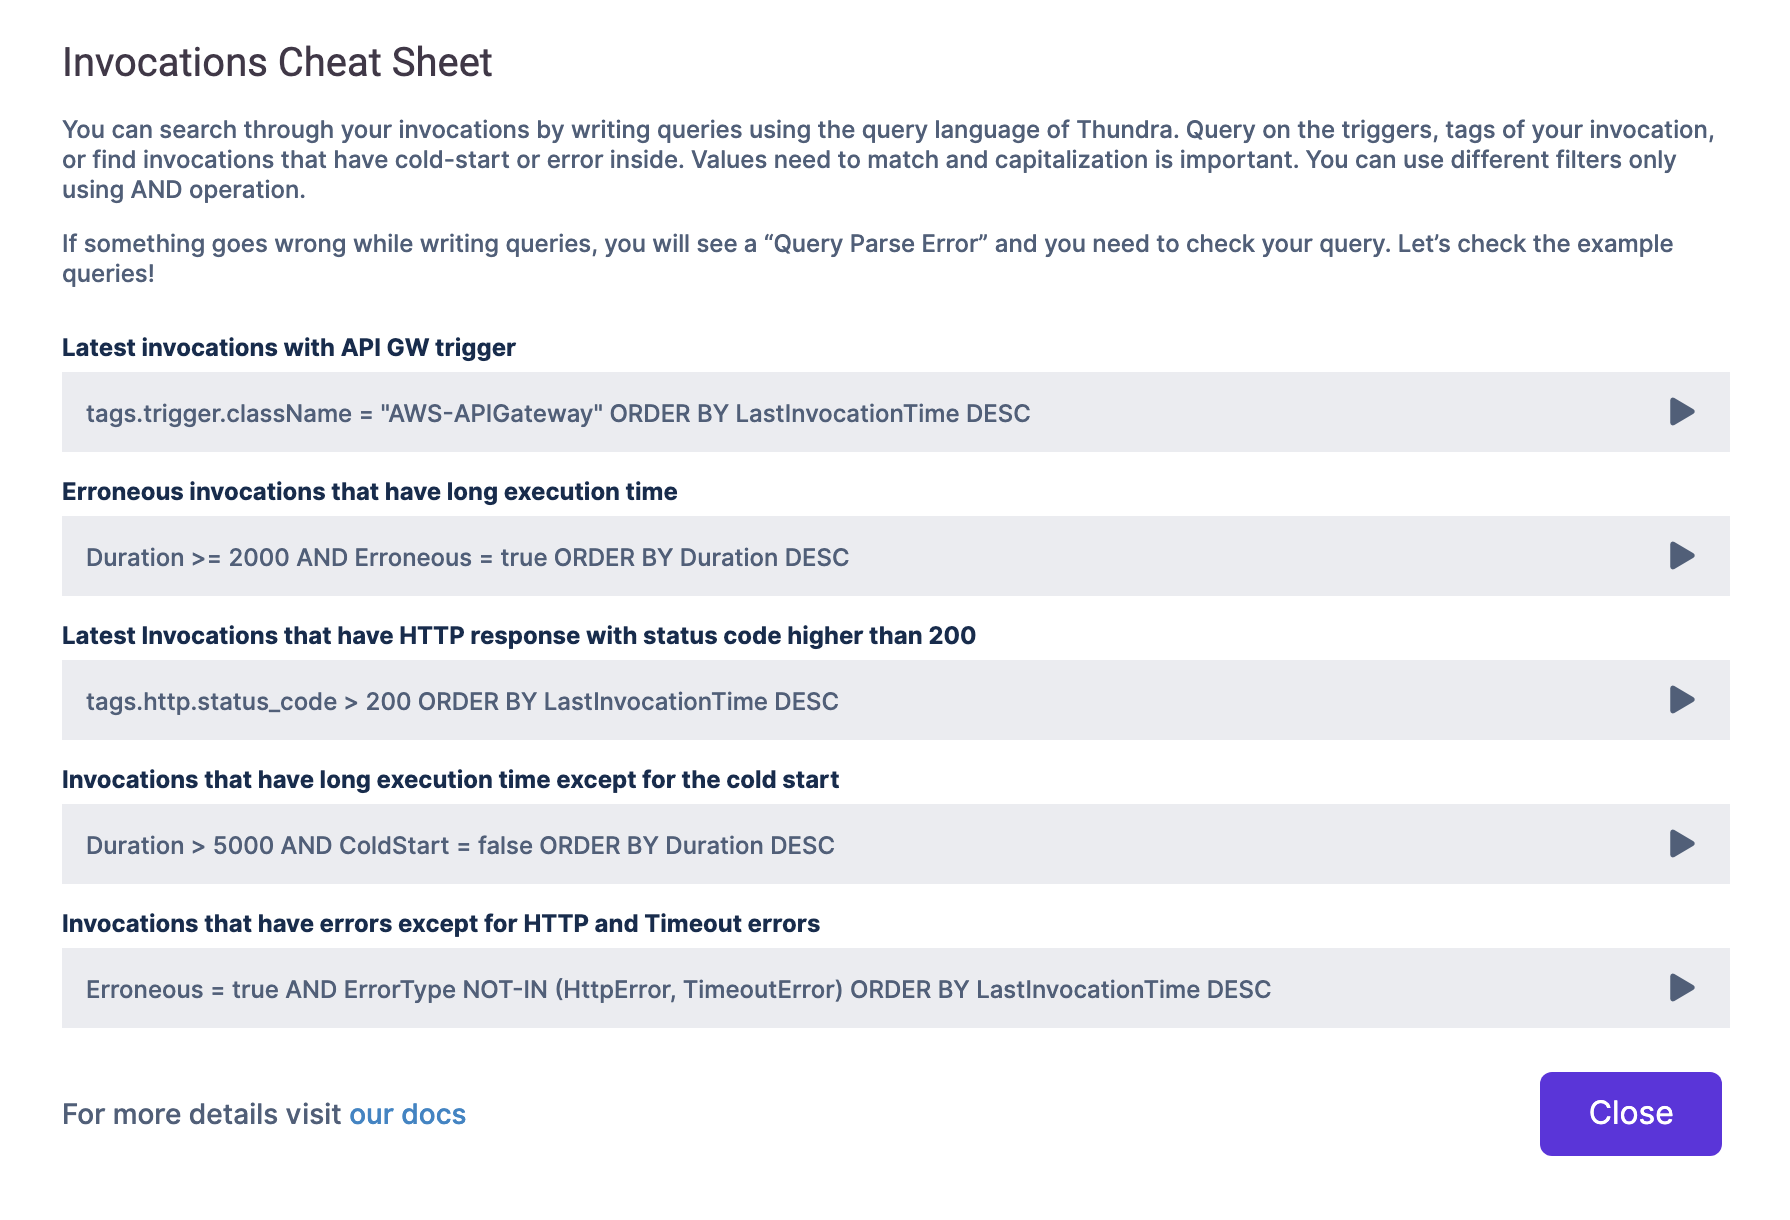 Invocations Cheat Sheet
You can search through your invocations by writing queries using the query language of Thundra. Query on the triggers, tags of your invocation,
or find invocations that have cold-start or error inside. Values need to match and capitalization is important. You can use different filters only
using AND operation.
If something goes wrong while writing queries, you will see a “Query Parse Error” and you need to check your query. Let’s check the example
queries!
Latest invocations with API GW trigger
tags.trigger.className = "AWS-APIGateway" ORDER BY LastInvocationTime DESC
Erroneous invocations that have long execution time
Duration >= 2000 AND Erroneous = true ORDER BY Duration DESC
Latest Invocations that have HTTP response with status code higher than 200
tags.http.status_code > 200 ORDER BY LastInvocationTime DESC
Invocations that have long execution time except for the cold start
Duration > 5000 AND ColdStart = false ORDER BY Duration DESC
Invocations that have errors except for HTTP and Timeout errors
Erroneous = true AND ErrorType NOT-IN (HttpError, TimeoutError) ORDER BY LastInvocationTime DESC
For more details visit our docs
Close